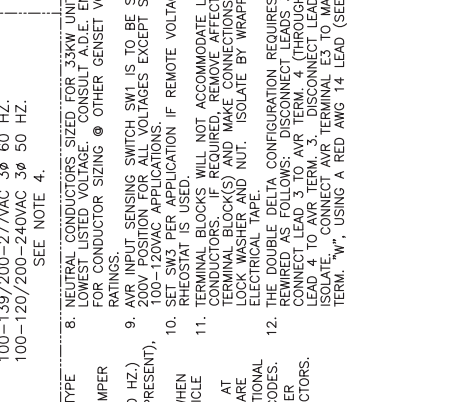 100-139/200-277VAC 3ø 60 HZ.
100-120/200-240VAC 3ø 50 HZ.
SEE NOTE 4.
TYPE
MPER
HZ.)
PRESENT),
WHEN
ICLE
AT
ARE
TIONAL
ODES.
ER
CTORS.
8. NEUTRAL CONDUCTORS SIZED FOR 33KW UNI
LOWEST LISTED VOLTAGE. CONSULT A.D.E.
FOR CONDUCTOR SIZING @ OTHER GENSET V
RATINGS.
9. AVR INPUT SENSING SWITCH SW1 IS TO BE S
200V POSITION FOR ALL VOLTAGES EXCEPT S
100-120VAC APPLICATIONS.
10. SET SW3 PER APPLICATION IF REMOTE VOLTA
RHEOSTAT IS USED.
11. TERMINAL BLOCKS WILL NOT ACCOMMODATE L
CONDUCTORS. IF REQUIRED, REMOVE AFFECT
TERMINAL BLOCK(S) AND MAKE CONNECTIONS
LOCK WASHER AND NUT. ISOLATE BY WRAPP
ELECTRICAL TAPE.
12. THE DOUBLE DELTA CONFIGURATION REQUIRES
REWIRED AS FOLLOWS: DISCONNECT LEADS
CONNECT LEAD 3 TO AVR TERM. 4 (THROUGH
LEAD 4 TO AVR TERM. 3. DISCONNECT LEAD
ISOLATE. CONNECT AVR TERMINAL E3 TO MA
TERM. "W", USING A RED AWG 14 LEAD (SEE